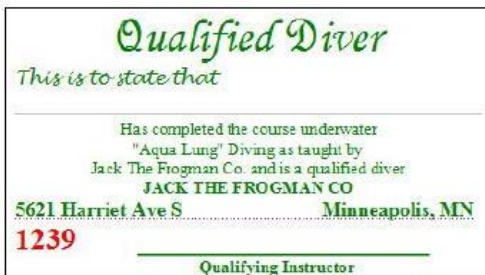 Qualified Diver
This is to state that
Has completed the course underwater
"Aqua Lung" Diving as taught by
Jack The Frogman Co. and is a qualified diver
JACK THE FROGMAN CO
5621 Harriet Ave S Minneapolis, MN
1239
Qualifying Instructor